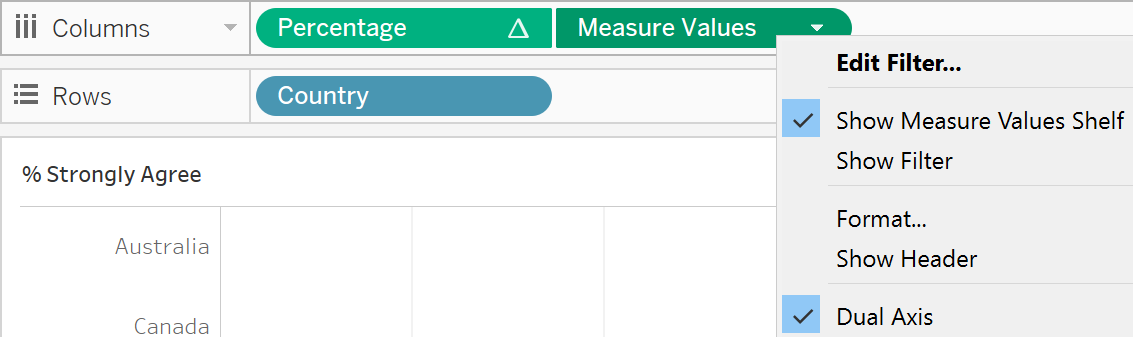 Columns
Percentage Δ
Measure Values
Edit Filter...
Rows
Country
Show Measure Values Shelf
Show Filter
% Strongly Agree
Format...
Australia
Show Header
Canada
Dual Axis